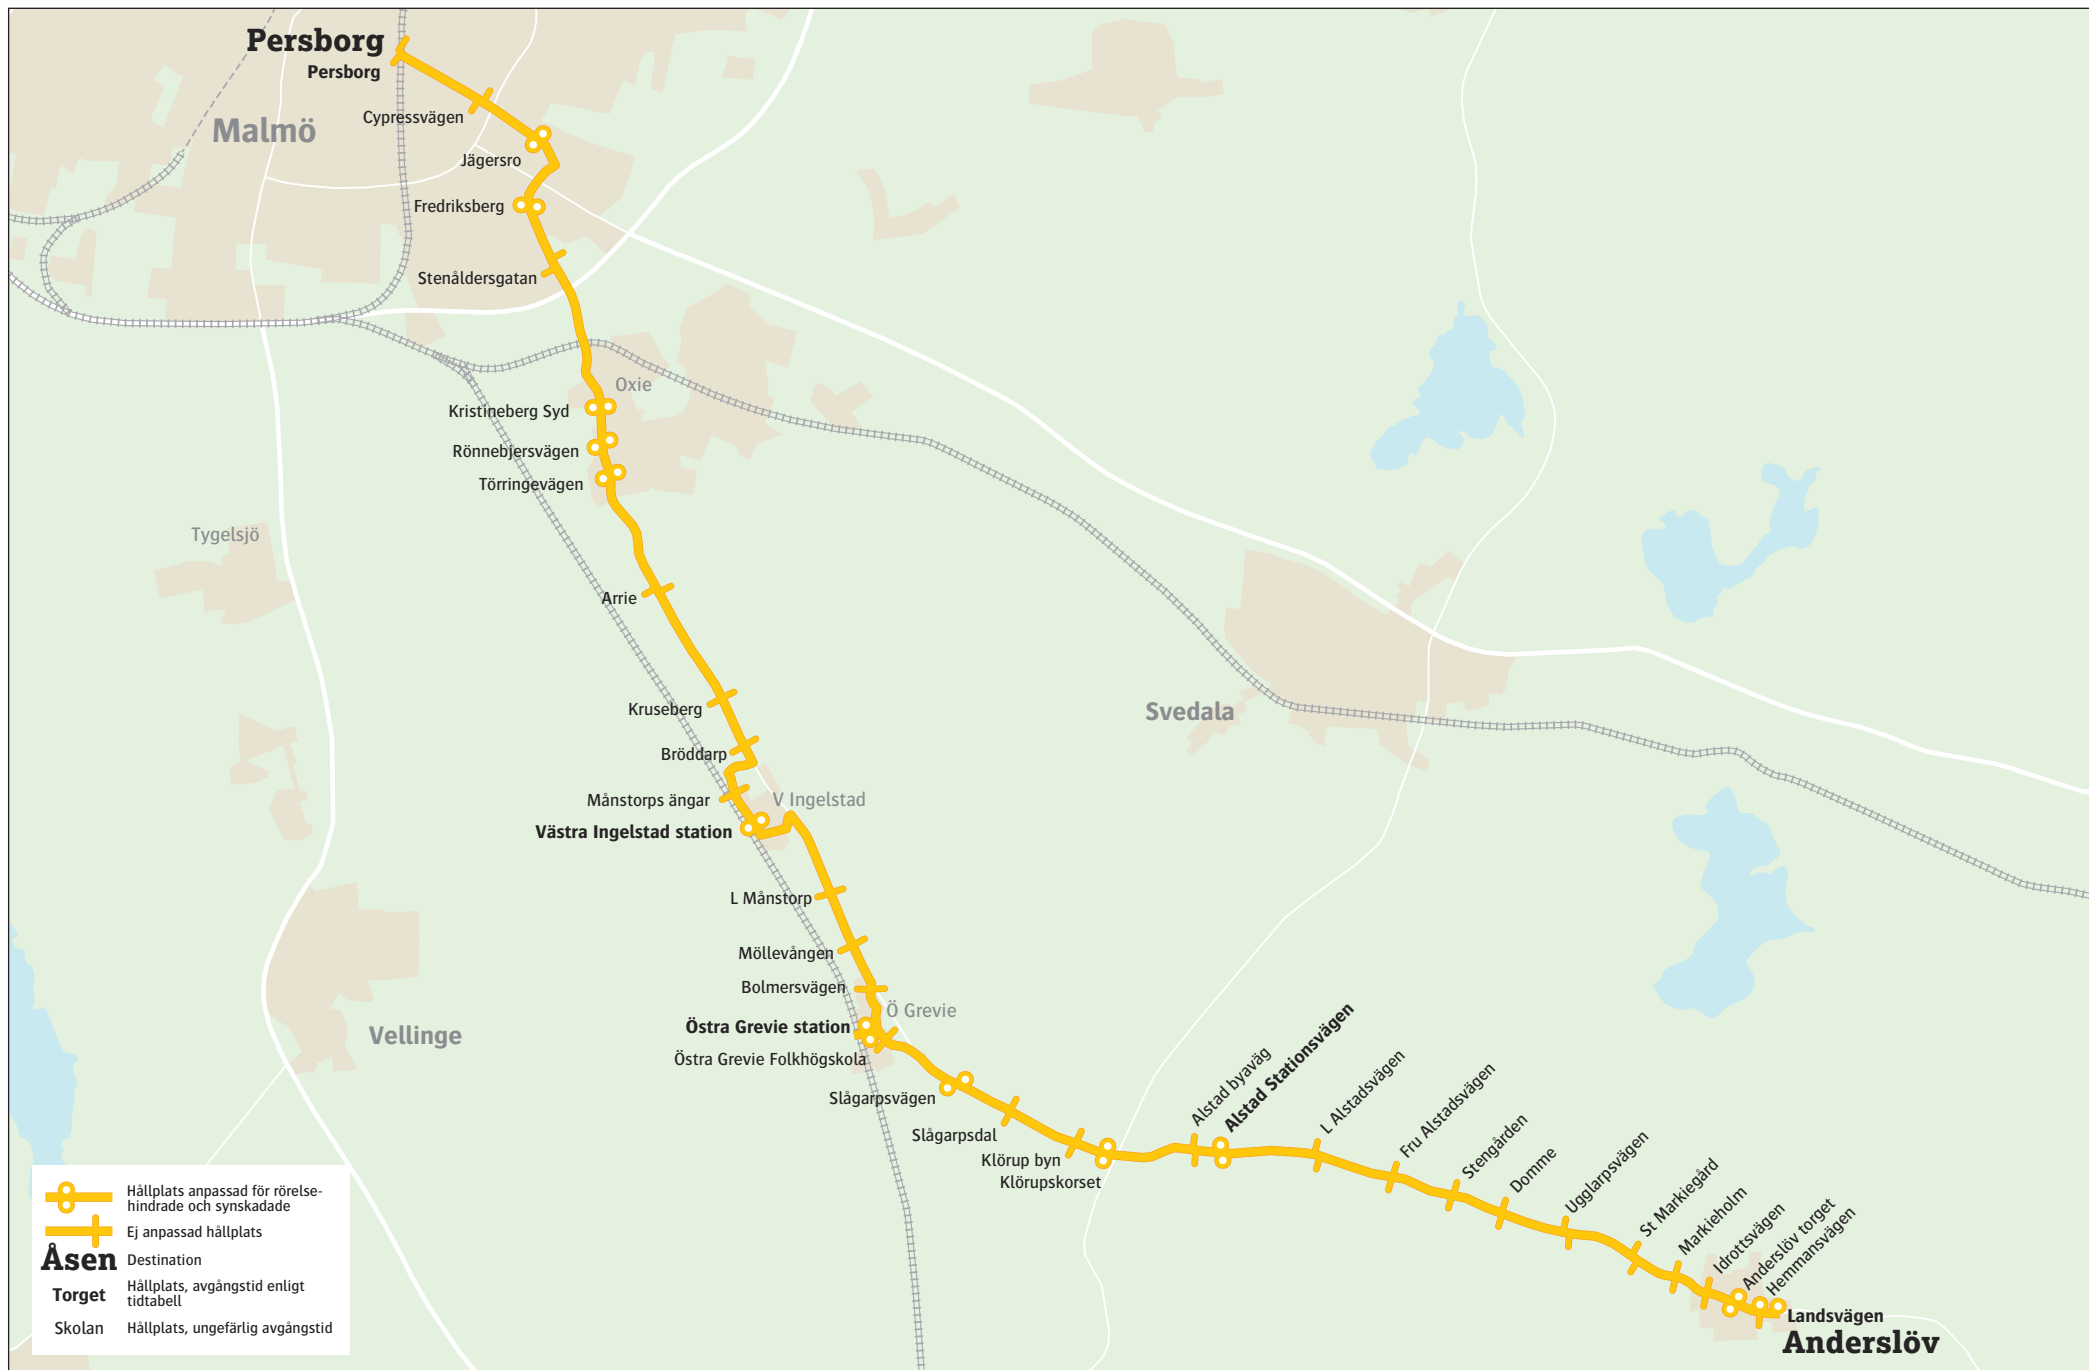 Persborg
Persborg
Malmö
Cypressvägen
Jägersro
Fredriksberg
Stenåldersgatan
Oxie
Kristineberg Syd
Rönnebjersvägen
Törringevägen
Tygelsjö
Arrie
Kruseberg
Svedala
Bröddarp
Månstorps ängar
V Ingelstad
Västra Ingelstad station
L Månstorp
Möllevången
Bolmersvägen
Ö Grevie
Östra Grevie station
Vellinge
Östra Grevie Folkhögskola
Slågarpsvägen
Slågarpsdal
Klörup byn
Klörupskorset
Alstad byaväg
Alstad Stationsvägen
L Alstadsvägen
Fru Alstadsvägen
Stengården
Domme
Ugglarpsvägen
St Markiegård
Markieholm
Idrottsvägen
Anderslöv torget
Hemmansvägen
Landsvägen
Anderslöv
Hållplats anpassad för rörelse-
hindrade och synskadade
Ej anpassad hållplats
Åsen Destination
Torget Hållplats, avgångstid enligt
tidtabell
Skolan Hållplats, ungefärlig avgångstid